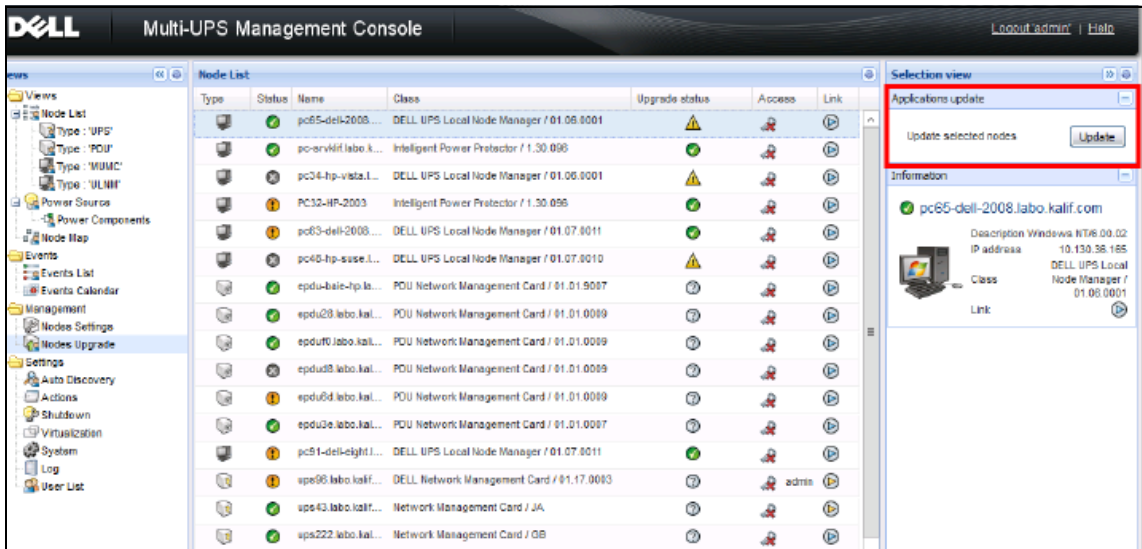 DELL Multi-UPS Management Console Logout 'admin' | Help
ews
Views
Node List
Type : 'UPS'
Type : 'PDU'
Type : 'MUMC'
Type : 'ULNM'
Power Source
Power Components
Node Map
Events
Events List
Events Calendar
Management
Nodes Settings
Nodes Upgrade
Settings
Auto Discovery
Actions
Shutdown
Virtualization
System
Log
User List
Node List
Type Status Name Class Upgrade status Access Link
pc65-dell-2008.... DELL UPS Local Node Manager / 01.06.0001
pc-srvklif.labo.k... Intelligent Power Protector / 1.30.096
pc34-hp-vista.l... DELL UPS Local Node Manager / 01.06.0001
PC32-HP-2003 Intelligent Power Protector / 1.30.096
pc63-dell-2008.... DELL UPS Local Node Manager / 01.07.0011
pc48-hp-suse.l... DELL UPS Local Node Manager / 01.07.0010
epdu-baie-hp.la... PDU Network Management Card / 01.01.9007
epdu28.labo.kal... PDU Network Management Card / 01.01.0009
epduf0.labo.kali... PDU Network Management Card / 01.01.0009
epdud8.labo.kal... PDU Network Management Card / 01.01.0009
epdu6d.labo.kal... PDU Network Management Card / 01.01.0009
epdu3e.labo.kal... PDU Network Management Card / 01.01.0007
pc91-dell-eight.l... DELL UPS Local Node Manager / 01.07.0011
ups98.labo.kalif... DELL Network Management Card / 01.17.0003 admin
ups43.labo.kalif... Network Management Card / JA
ups222.labo.kalif... Network Management Card / GB
Selection view
Applications update
Update selected nodes Update
Information
pc65-dell-2008.labo.kalif.com
Description Windows NT/6.00.02
IP address 10.130.36.165
Class DELL UPS Local
Node Manager /
01.06.0001
Link